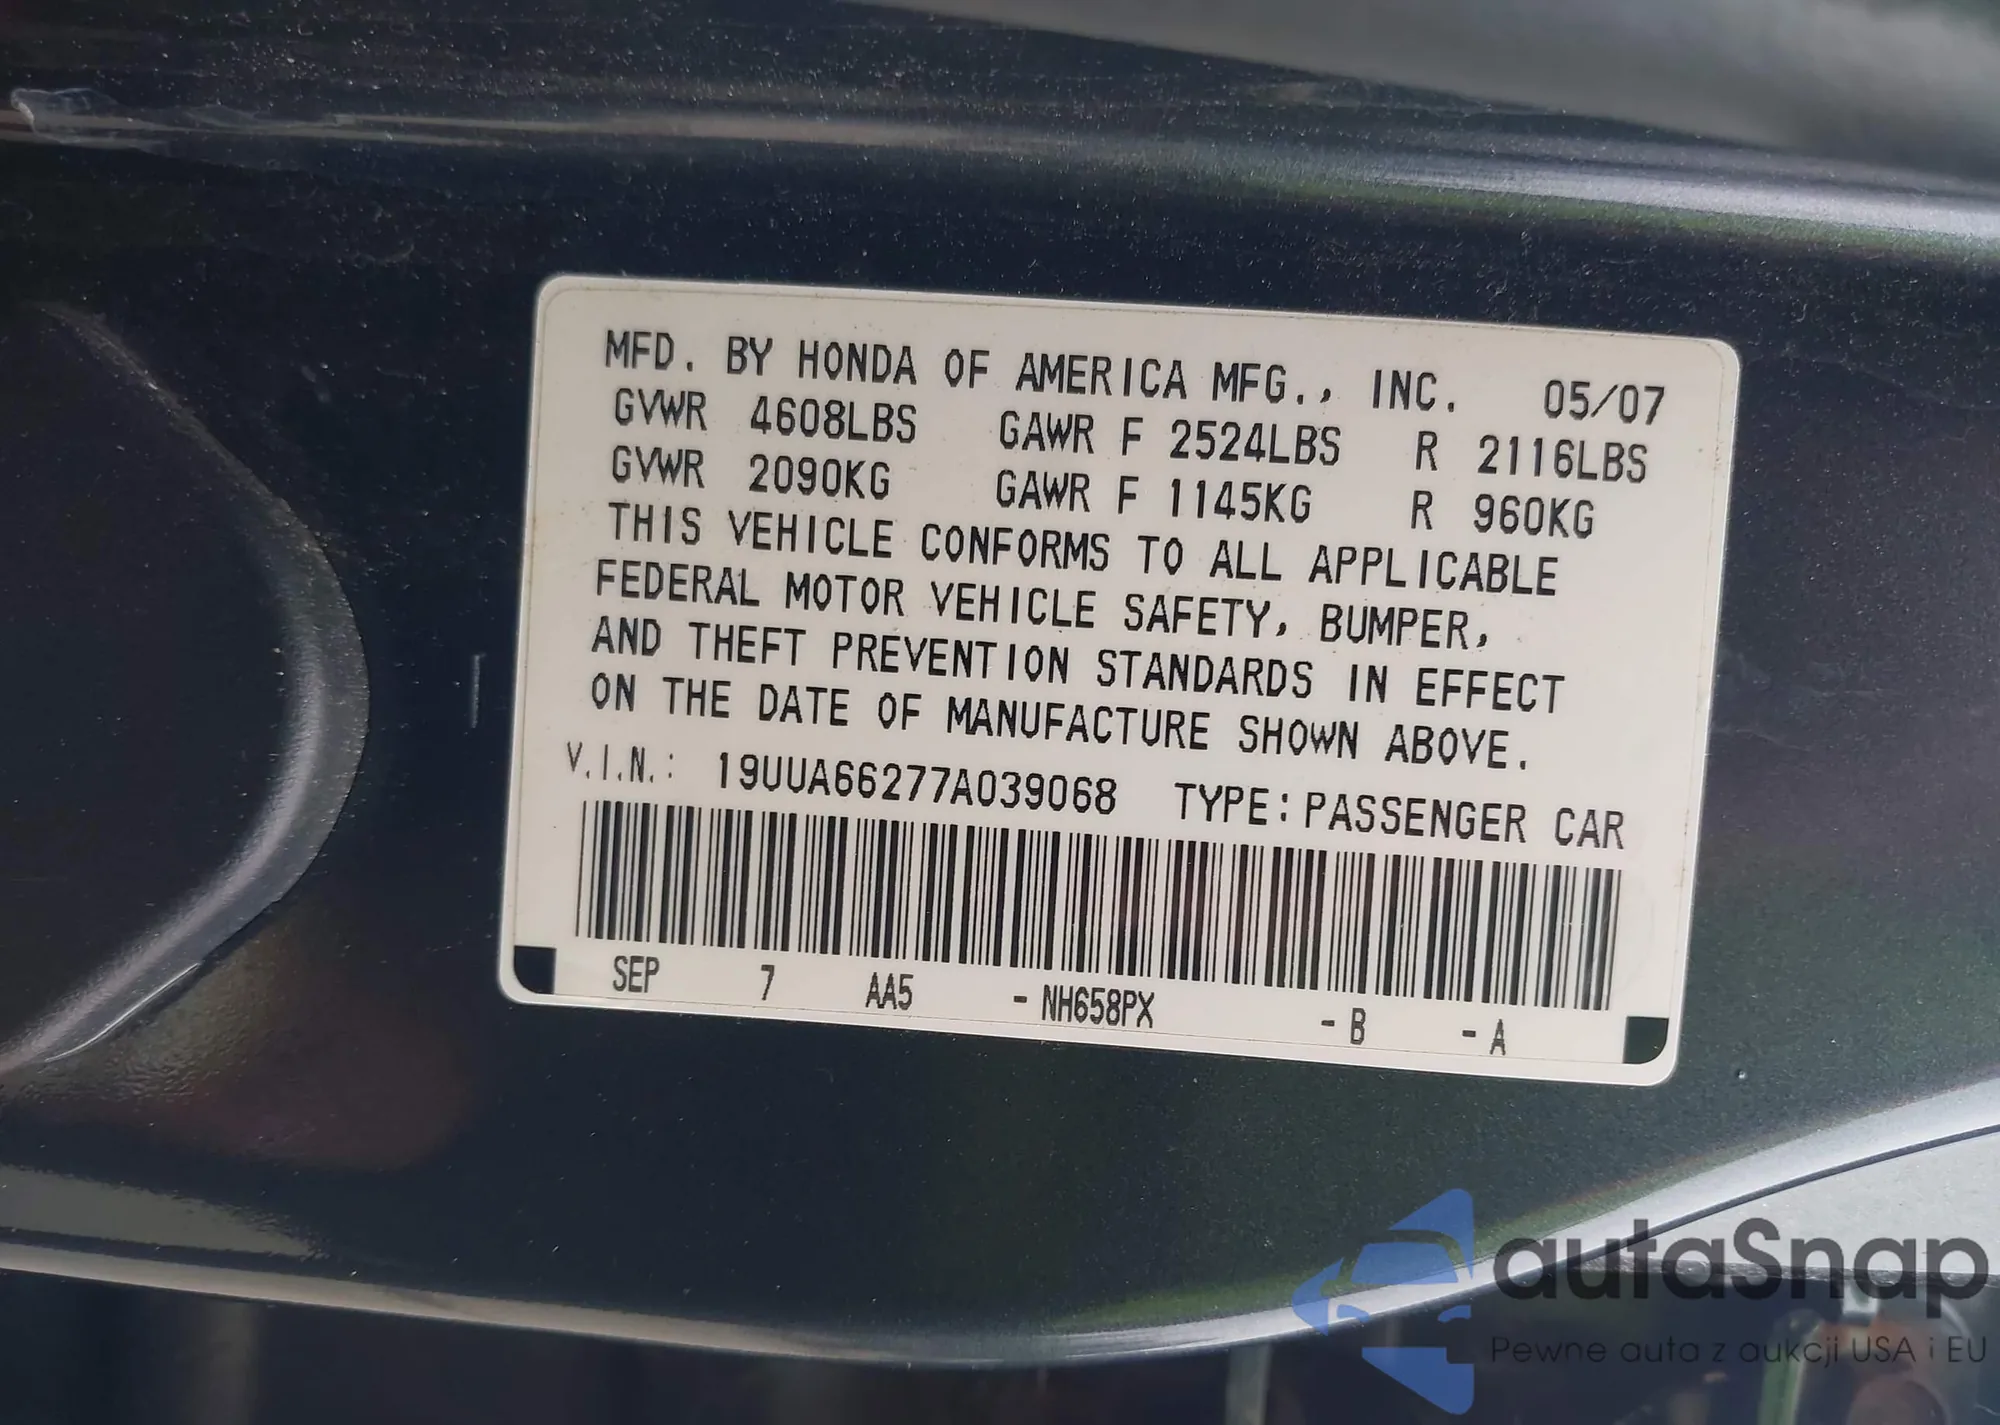 MFD. BY HONDA OF AMERICA MFG., INC. 05/07
GVWR 4608LBS GAWR F 2524LBS R 2116LBS
GVWR 2090KG GAWR F 1145KG R 960KG
THIS VEHICLE CONFORMS TO ALL APPLICABLE
FEDERAL MOTOR VEHICLE SAFETY, BUMPER,
AND THEFT PREVENTION STANDARDS IN EFFECT
ON THE DATE OF MANUFACTURE SHOWN ABOVE.
V.I.N.: 19UUA66277A039068 TYPE: PASSENGER CAR
SEP 7 AA5 - NH658PX - B - A
autaSnap
Pewne auta z aukcji USA i EU